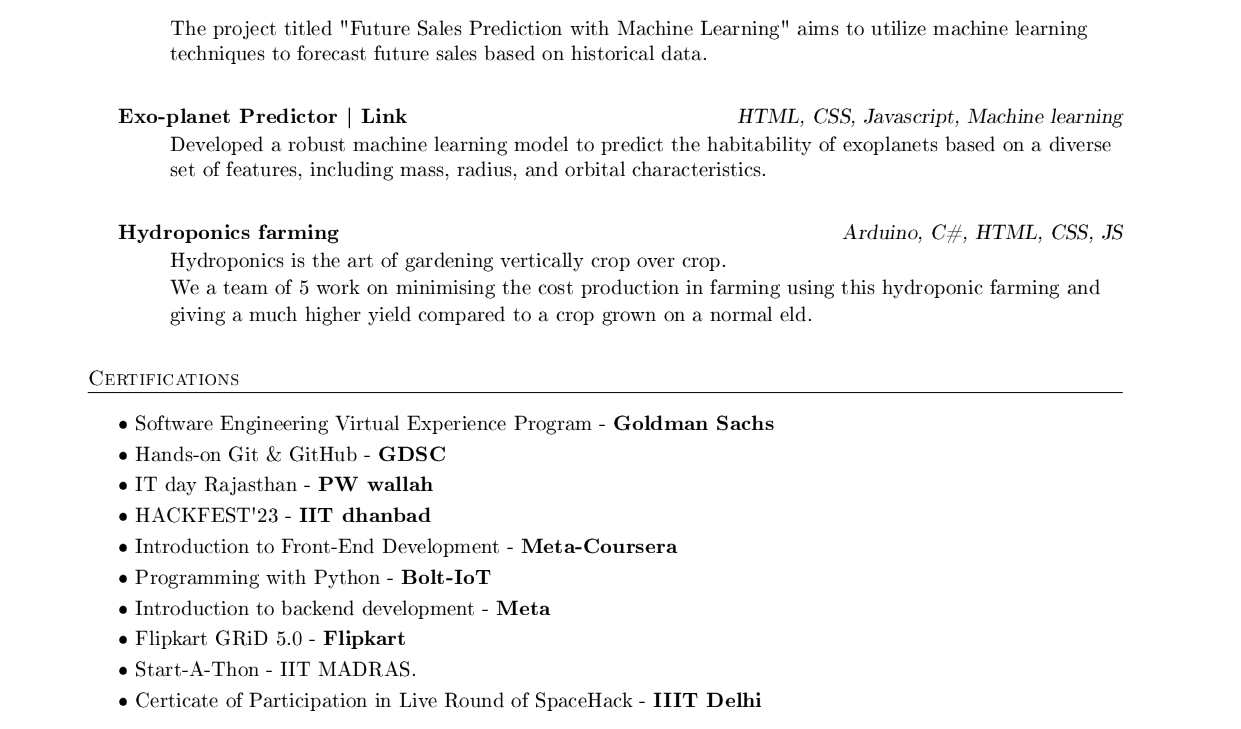 The project titled "Future Sales Prediction with Machine Learning" aims to utilize machine learning
techniques to forecast future sales based on historical data.
Exo-planet Predictor | Link HTML, CSS, Javascript, Machine learning
Developed a robust machine learning model to predict the habitability of exoplanets based on a diverse
set of features, including mass, radius, and orbital characteristics.
Hydroponics farming Arduino, C#, HTML, CSS, JS
Hydroponics is the art of gardening vertically crop over crop.
We a team of 5 work on minimising the cost production in farming using this hydroponic farming and
giving a much higher yield compared to a crop grown on a normal eld.
Certifications
• Software Engineering Virtual Experience Program - Goldman Sachs
• Hands-on Git & GitHub - GDSC
• IT day Rajasthan - PW wallah
• HACKFEST'23 - IIT dhanbad
• Introduction to Front-End Development - Meta-Coursera
• Programming with Python - Bolt-IoT
• Introduction to backend development - Meta
• Flipkart GRiD 5.0 - Flipkart
• Start-A-Thon - IIT MADRAS.
• Certicate of Participation in Live Round of SpaceHack - IIIT Delhi